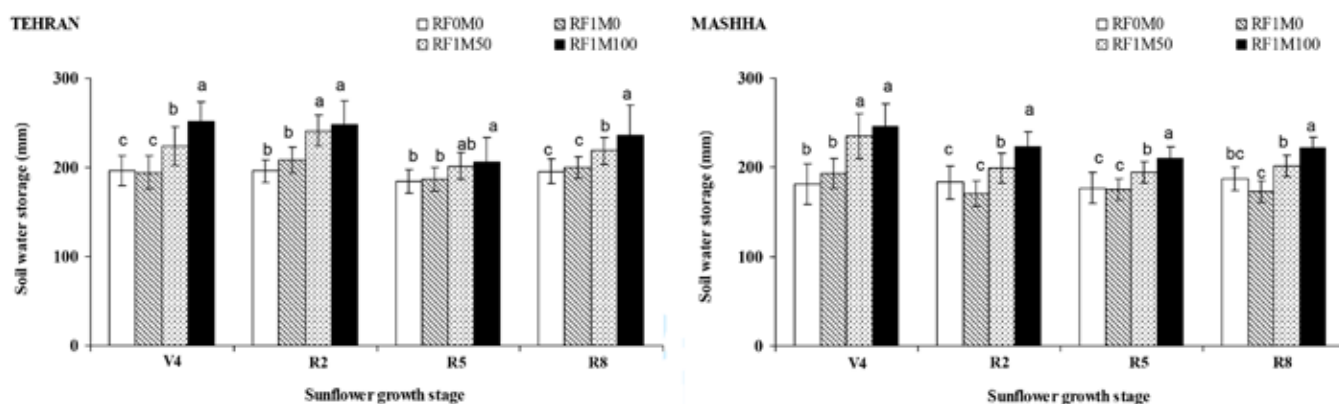 TEHRAN
RF0M0 RF1M0
RF1M50 RF1M100
Soil water storage (mm)
300
200
100
0
c c b a
b b a a
b b ab a
c c b a
V4 R2 R5 R8
Sunflower growth stage
MASHHA
RF0M0 RF1M0
RF1M50 RF1M100
Soil water storage (mm)
300
200
100
0
b b a a
c c b a
c c b a
bc c b a
V4 R2 R5 R8
Sunflower growth stage